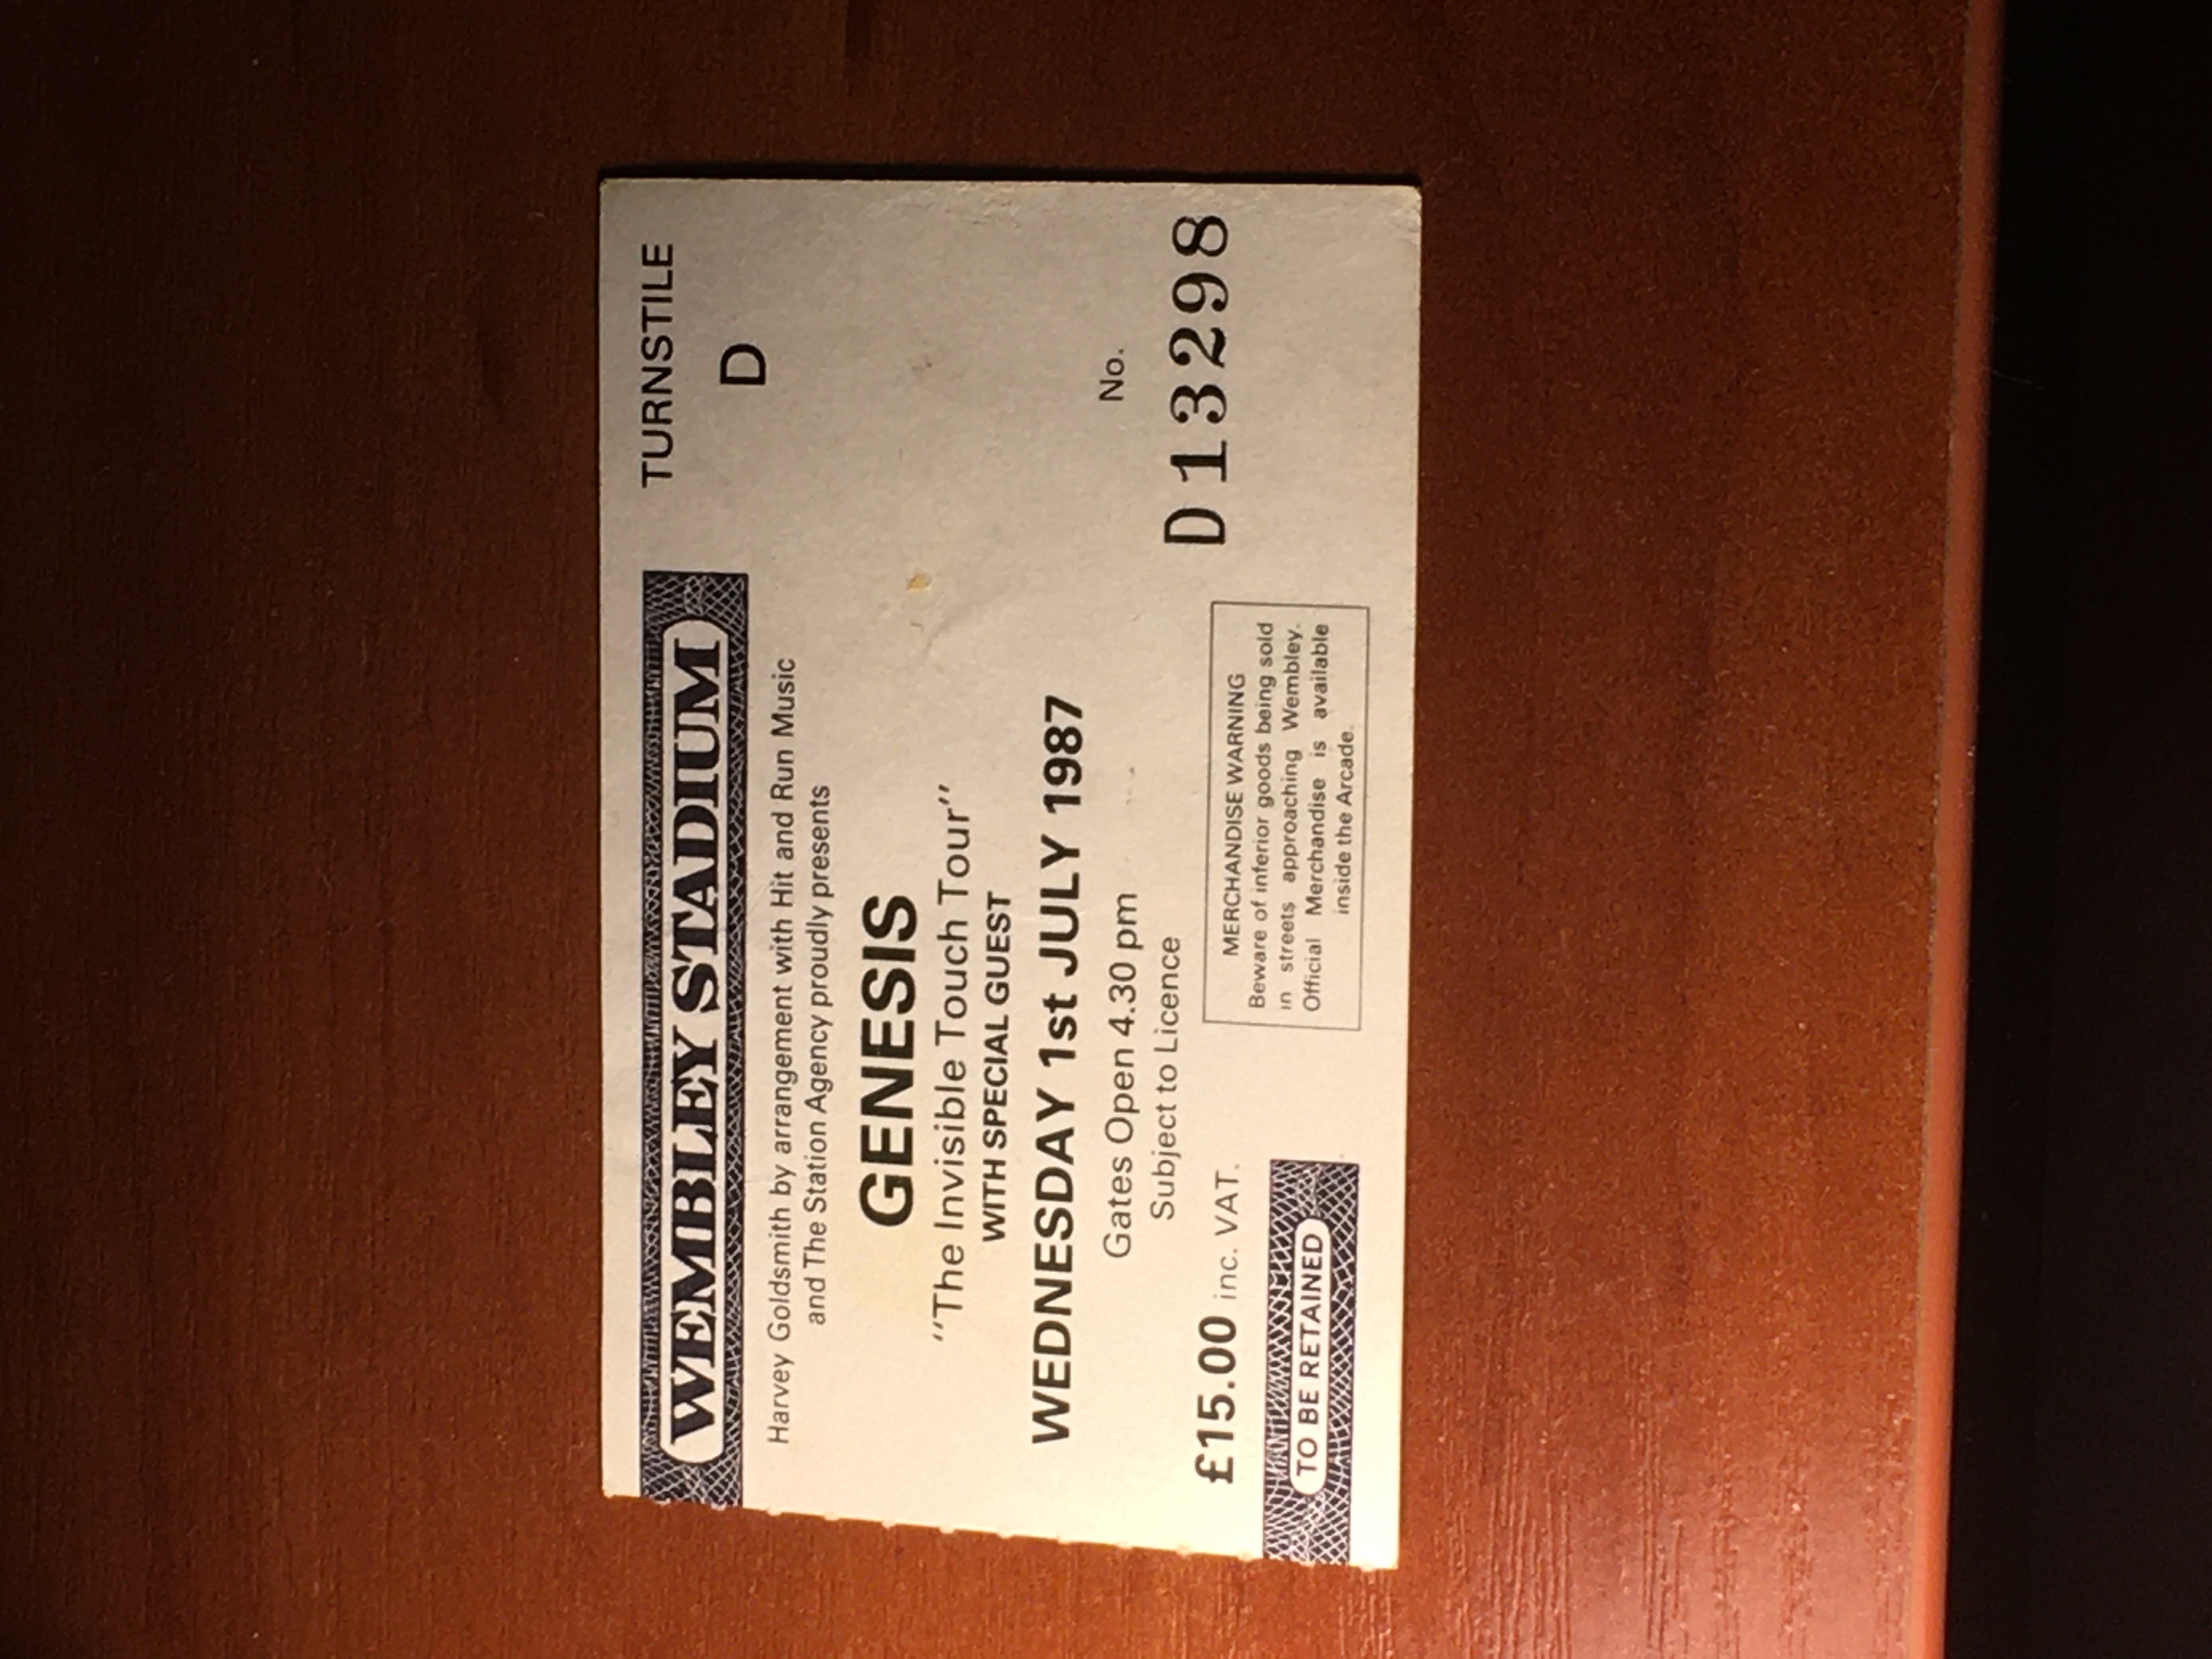 WEMBLEY STADIUM
TURNSTILE
D
Harvey Goldsmith by arrangement with Hit and Run Music
and The Station Agency proudly presents
GENESIS
"The Invisible Touch Tour"
WITH SPECIAL GUEST
WEDNESDAY 1st JULY 1987
Gates Open 4.30 pm
Subject to Licence
No.
D13298
£15.00 inc. VAT.
TO BE RETAINED
MERCHANDISE WARNING
Beware of inferior goods being sold
in streets approaching Wembley.
Official Merchandise is available
inside the Arcade.